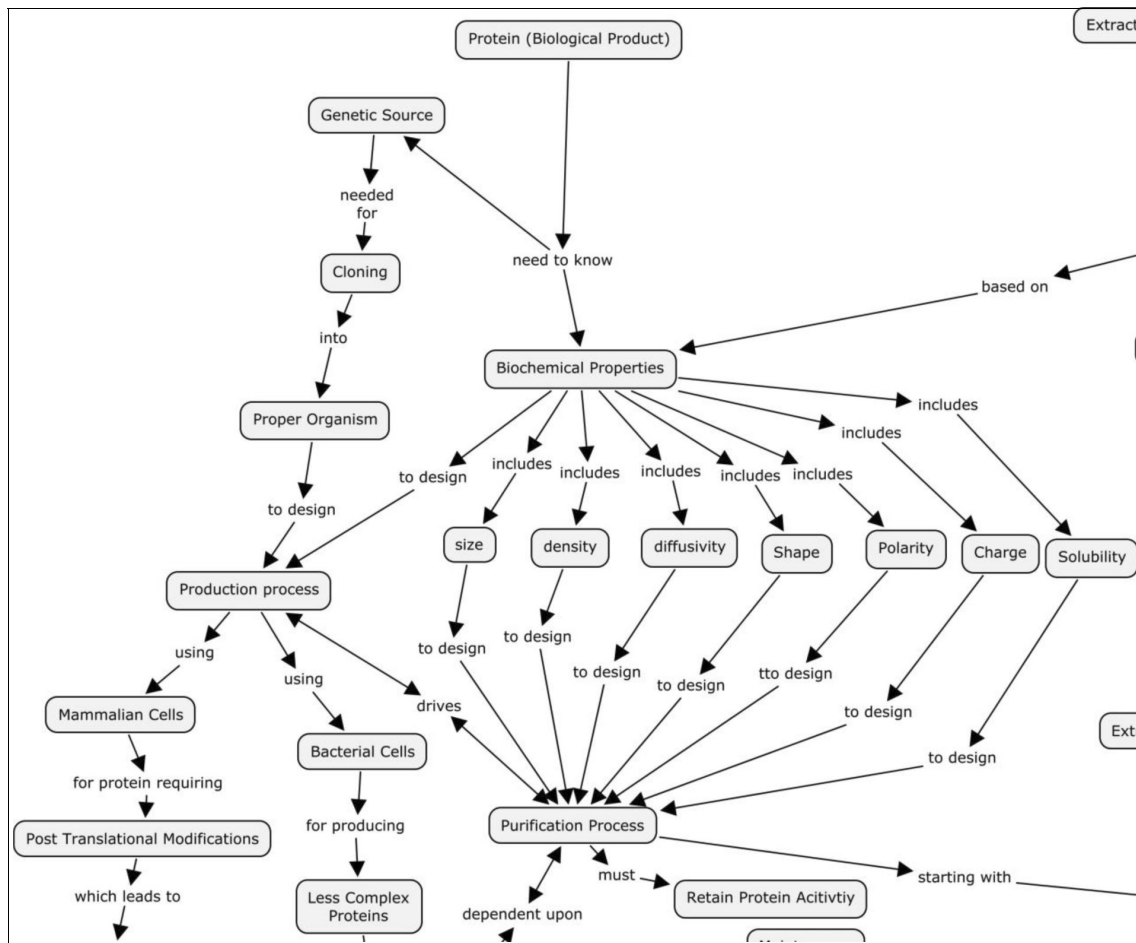 Protein (Biological Product)
Extract
Genetic Source
needed
for
Cloning
need to know
based on
into
Biochemical Properties
Proper Organism
includes
includes
to design
includes
includes
includes
includes
includes
to design
size
density
diffusivity
Shape
Polarity
Charge
Solubility
Production process
using
using
to design
to design
to design
to design
tto design
to design
to design
drives
Mammalian Cells
Bacterial Cells
Ext
for protein requiring
for producing
Purification Process
Post Translational Modifications
which leads to
Less Complex
Proteins
must
starting with
Retain Protein Acitivtiy
dependent upon